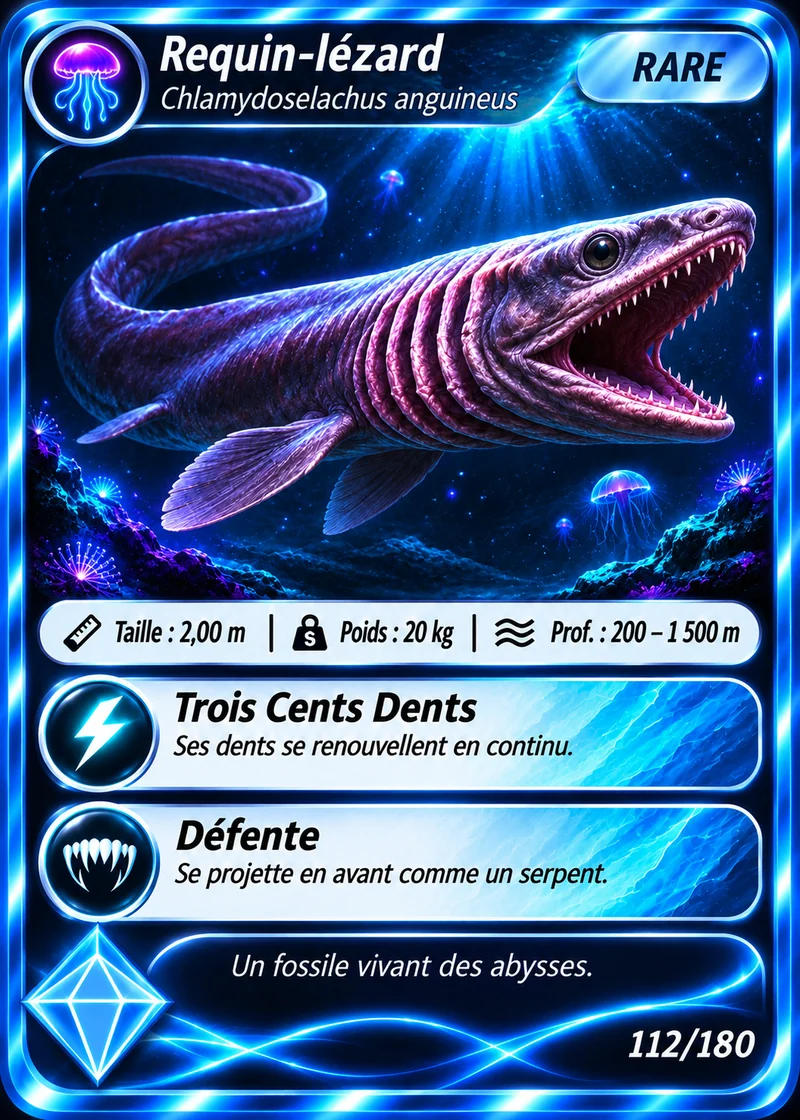 Requin-lézard
RARE
Chlamydoselachus anguineus
Taille : 2,00 m | $ Poids : 20 kg | Prof. : 200 – 1 500 m
Trois Cents Dents
Ses dents se renouvellent en continu.
Défente
Se projette en avant comme un serpent.
Un fossile vivant des abysses.
112/180